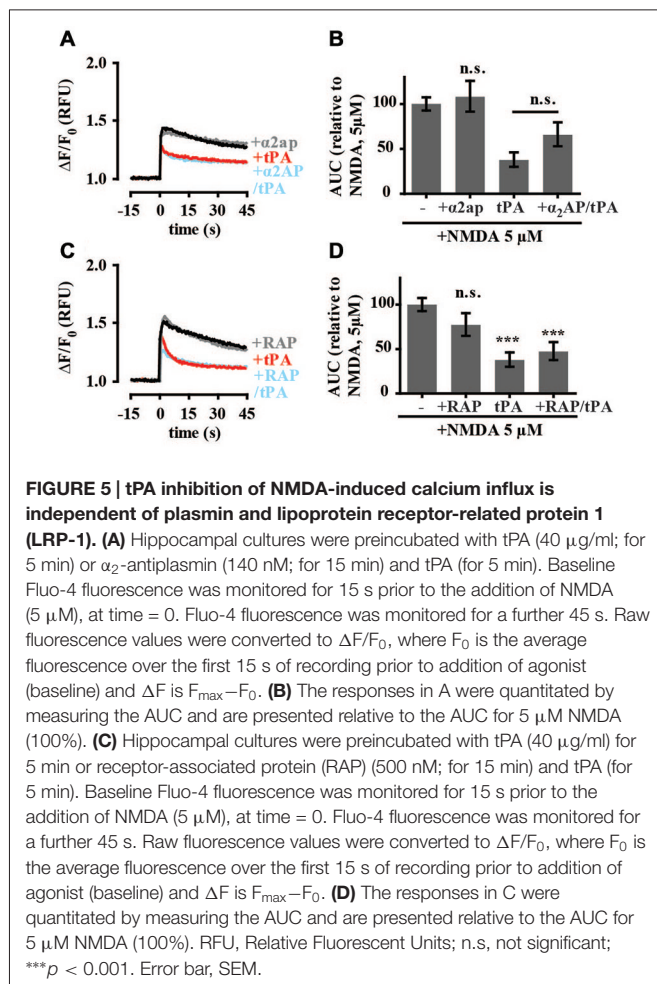 A
B
2.0
ΔF/F0 (RFU)
1.5
1.0
+α2ap
+tPA
+α2AP
/tPA
-15 0 15 30 45
time (s)
AUC (relative to
NMDA, 5μM)
100
50
0
n.s.
n.s.
- +α2ap tPA +α2AP/tPA
+NMDA 5 μM
C
D
2.0
ΔF/F0 (RFU)
1.5
1.0
+RAP
+tPA
+RAP
/tPA
-15 0 15 30 45
time (s)
AUC (relative to
NMDA, 5μM)
100
50
0
n.s.
***
***
- +RAP tPA +RAP/tPA
+NMDA 5 μM
FIGURE 5 | tPA inhibition of NMDA-induced calcium influx is
independent of plasmin and lipoprotein receptor-related protein 1
(LRP-1). (A) Hippocampal cultures were preincubated with tPA (40 μg/ml; for
5 min) or α2-antiplasmin (140 nM; for 15 min) and tPA (for 5 min). Baseline
Fluo-4 fluorescence was monitored for 15 s prior to the addition of NMDA
(5 μM), at time = 0. Fluo-4 fluorescence was monitored for a further 45 s. Raw
fluorescence values were converted to ΔF/F0, where F0 is the average
fluorescence over the first 15 s of recording prior to addition of agonist
(baseline) and ΔF is Fmax−F0. (B) The responses in A were quantitated by
measuring the AUC and are presented relative to the AUC for 5 μM NMDA
(100%). (C) Hippocampal cultures were preincubated with tPA (40 μg/ml) for
5 min or receptor-associated protein (RAP) (500 nM; for 15 min) and tPA (for
5 min). Baseline Fluo-4 fluorescence was monitored for 15 s prior to the
addition of NMDA (5 μM), at time = 0. Fluo-4 fluorescence was monitored for
a further 45 s. Raw fluorescence values were converted to ΔF/F0, where F0 is
the average fluorescence over the first 15 s of recording prior to addition of
agonist (baseline) and ΔF is Fmax−F0. (D) The responses in C were
quantitated by measuring the AUC and are presented relative to the AUC for
5 μM NMDA (100%). RFU, Relative Fluorescent Units; n.s, not significant;
***p < 0.001. Error bar, SEM.